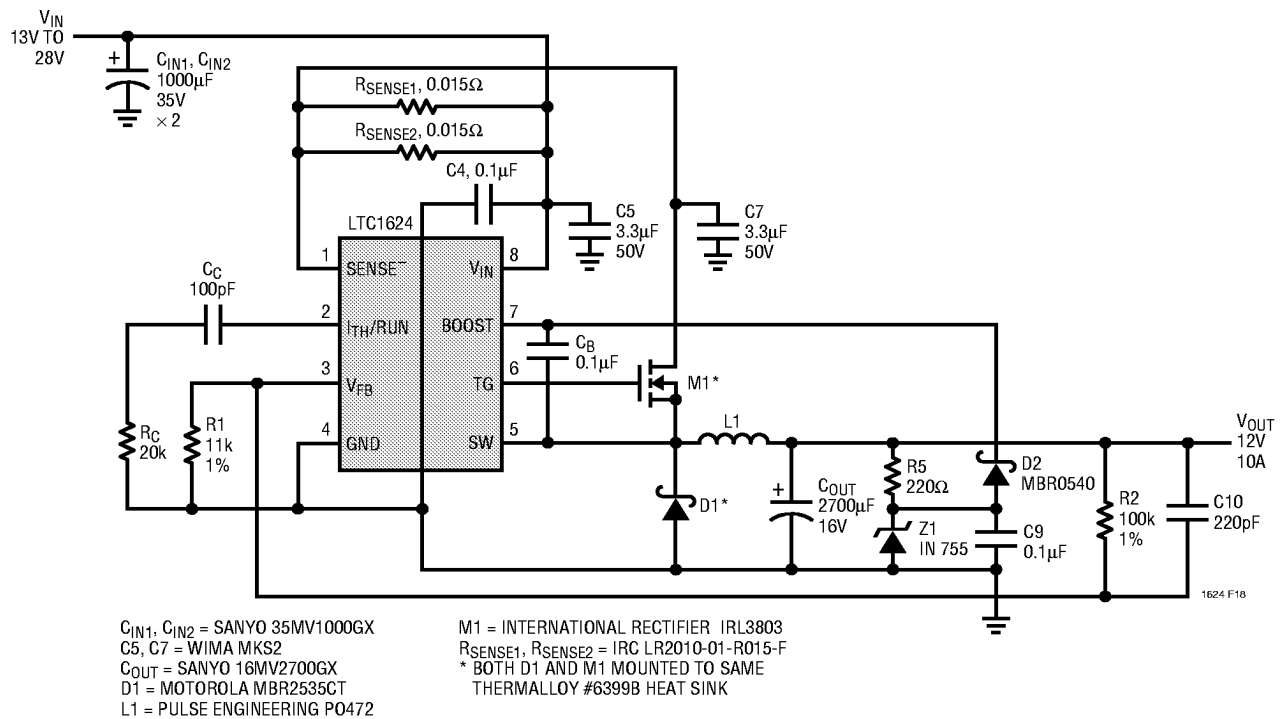 VIN
13V TO
28V
CIN1, CIN2
1000µF
35V
× 2
+
RSENSE1, 0.015Ω
RSENSE2, 0.015Ω
C4, 0.1µF
C5
3.3µF
50V
C7
3.3µF
50V
LTC1624
1
SENSE–
VIN
8
CC
100pF
2
ITH/RUN
BOOST
7
CB
0.1µF
3
VFB
TG
6
M1*
4
GND
SW
5
L1
VOUT
12V
10A
RC
20k
R1
11k
1%
D1*
+
COUT
2700µF
16V
R5
220Ω
Z1
IN 755
D2
MBR0540
C9
0.1µF
R2
100k
1%
C10
220pF
1624 F18
CIN1, CIN2 = SANYO 35MV1000GX
C5, C7 = WIMA MKS2
COUT = SANYO 16MV2700GX
D1 = MOTOROLA MBR2535CT
L1 = PULSE ENGINEERING PO472
M1 = INTERNATIONAL RECTIFIER IRL3803
RSENSE1, RSENSE2 = IRC LR2010-01-R015-F
* BOTH D1 AND M1 MOUNTED TO SAME
THERMALLOY #6399B HEAT SINK